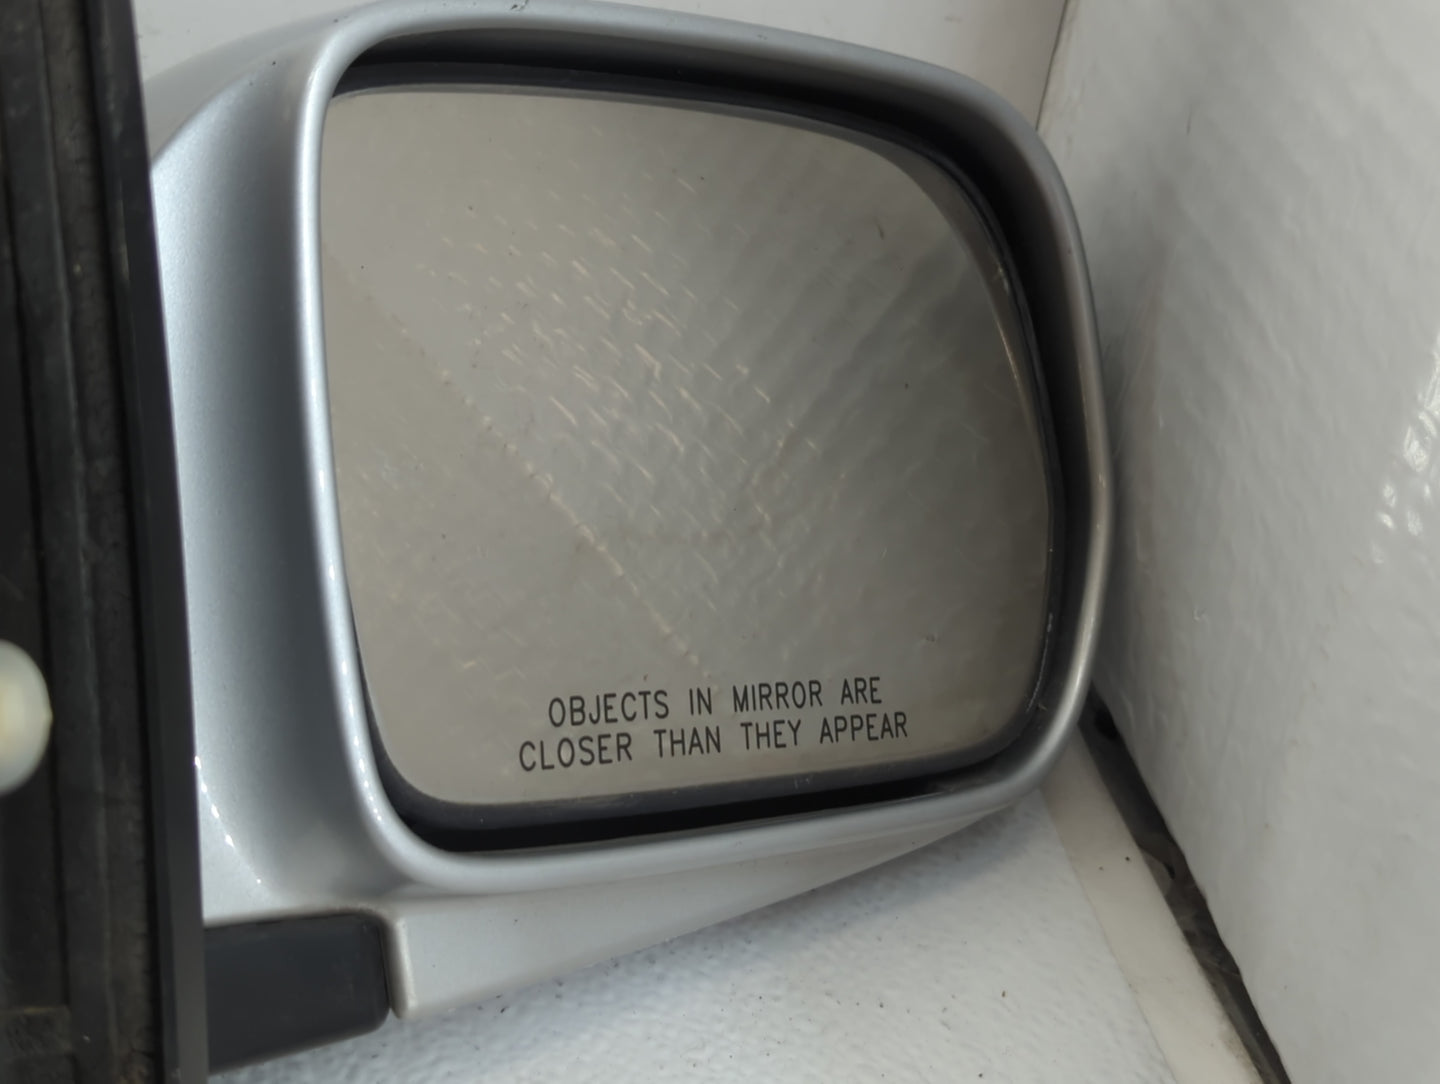 OBJECTS IN MIRROR ARE
CLOSER THAN THEY APPEAR